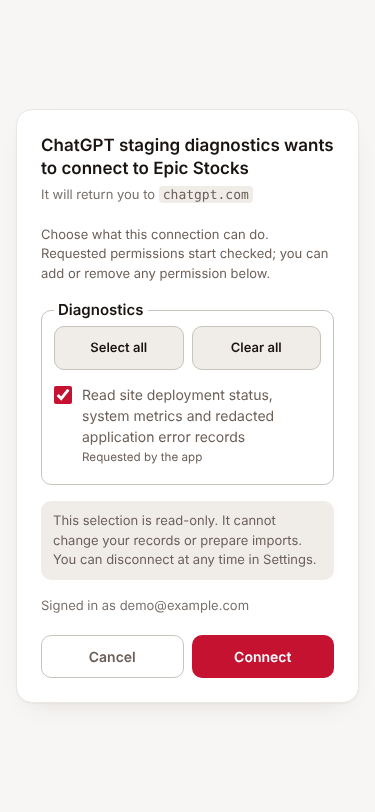 ChatGPT staging diagnostics wants
to connect to Epic Stocks
It will return you to chatgpt.com
Choose what this connection can do.
Requested permissions start checked; you can
add or remove any permission below.
Diagnostics
Select all
Clear all
Read site deployment status,
system metrics and redacted
application error records
Requested by the app
This selection is read-only. It cannot
change your records or prepare imports.
You can disconnect at any time in Settings.
Signed in as demo@example.com
Cancel
Connect